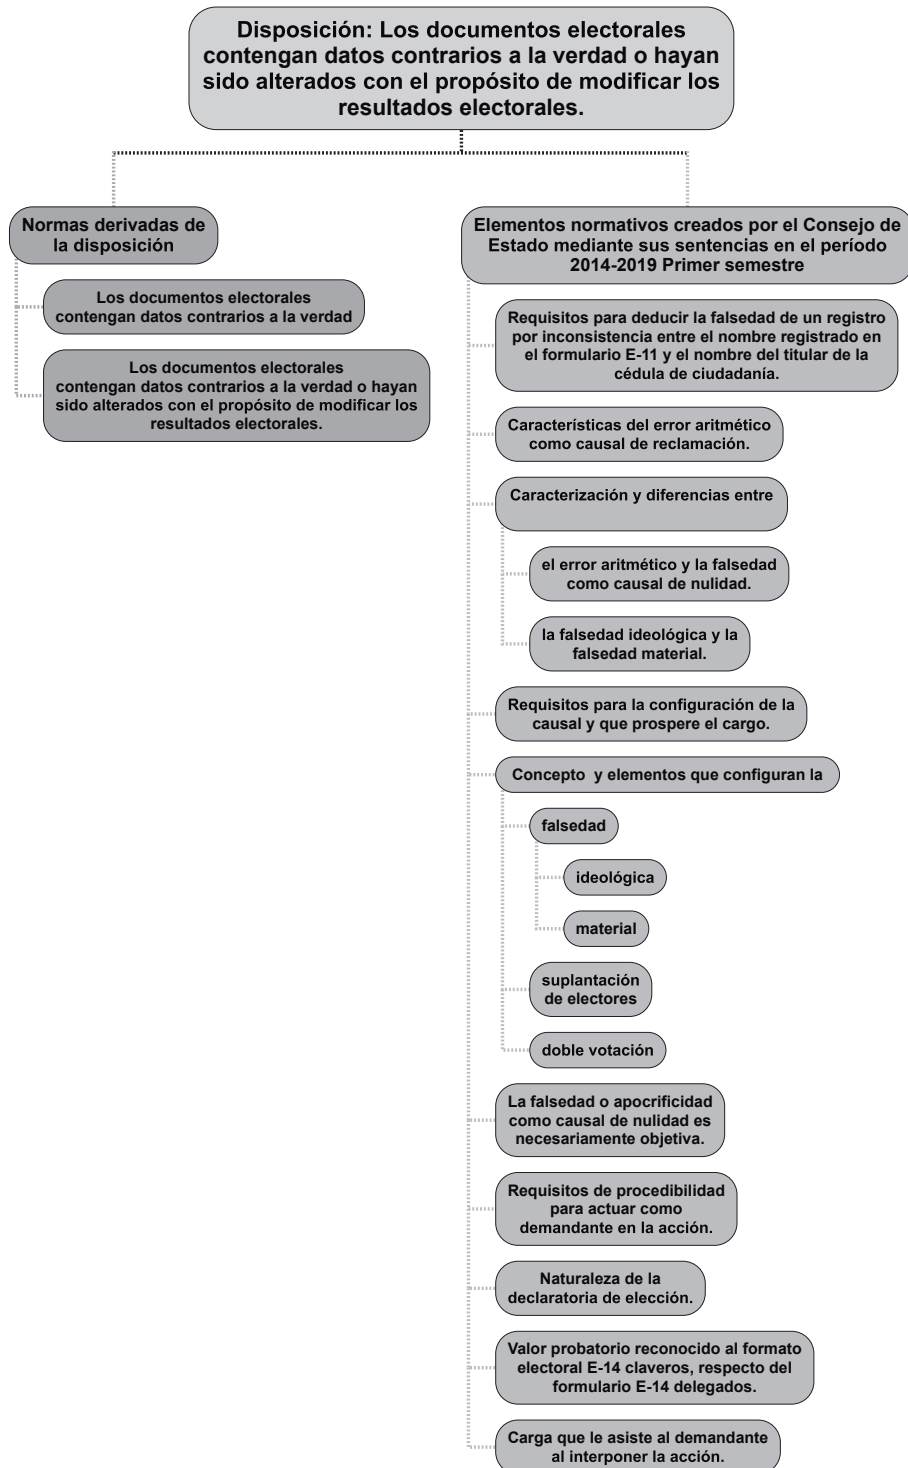 Disposición: Los documentos electorales
contengan datos contrarios a la verdad o hayan
sido alterados con el propósito de modificar los
resultados electorales.
Normas derivadas de
la disposición
Los documentos electorales
contengan datos contrarios a la verdad
Los documentos electorales
contengan datos contrarios a la verdad o hayan
sido alterados con el propósito de modificar los
resultados electorales.
Elementos normativos creados por el Consejo de
Estado mediante sus sentencias en el período
2014-2019 Primer semestre
Requisitos para deducir la falsedad de un registro
por inconsistencia entre el nombre registrado en
el formulario E-11 y el nombre del titular de la
cédula de ciudadanía.
Características del error aritmético
como causal de reclamación.
Caracterización y diferencias entre
el error aritmético y la falsedad
como causal de nulidad.
la falsedad ideológica y la
falsedad material.
Requisitos para la configuración de la
causal y que prospere el cargo.
Concepto y elementos que configuran la
falsedad
ideológica
material
suplantación
de electores
doble votación
La falsedad o apocrificidad
como causal de nulidad es
necesariamente objetiva.
Requisitos de procedibilidad
para actuar como
demandante en la acción.
Naturaleza de la
declaratoria de elección.
Valor probatorio reconocido al formato
electoral E-14 claveros, respecto del
formulario E-14 delegados.
Carga que le asiste al demandante
al interponer la acción.